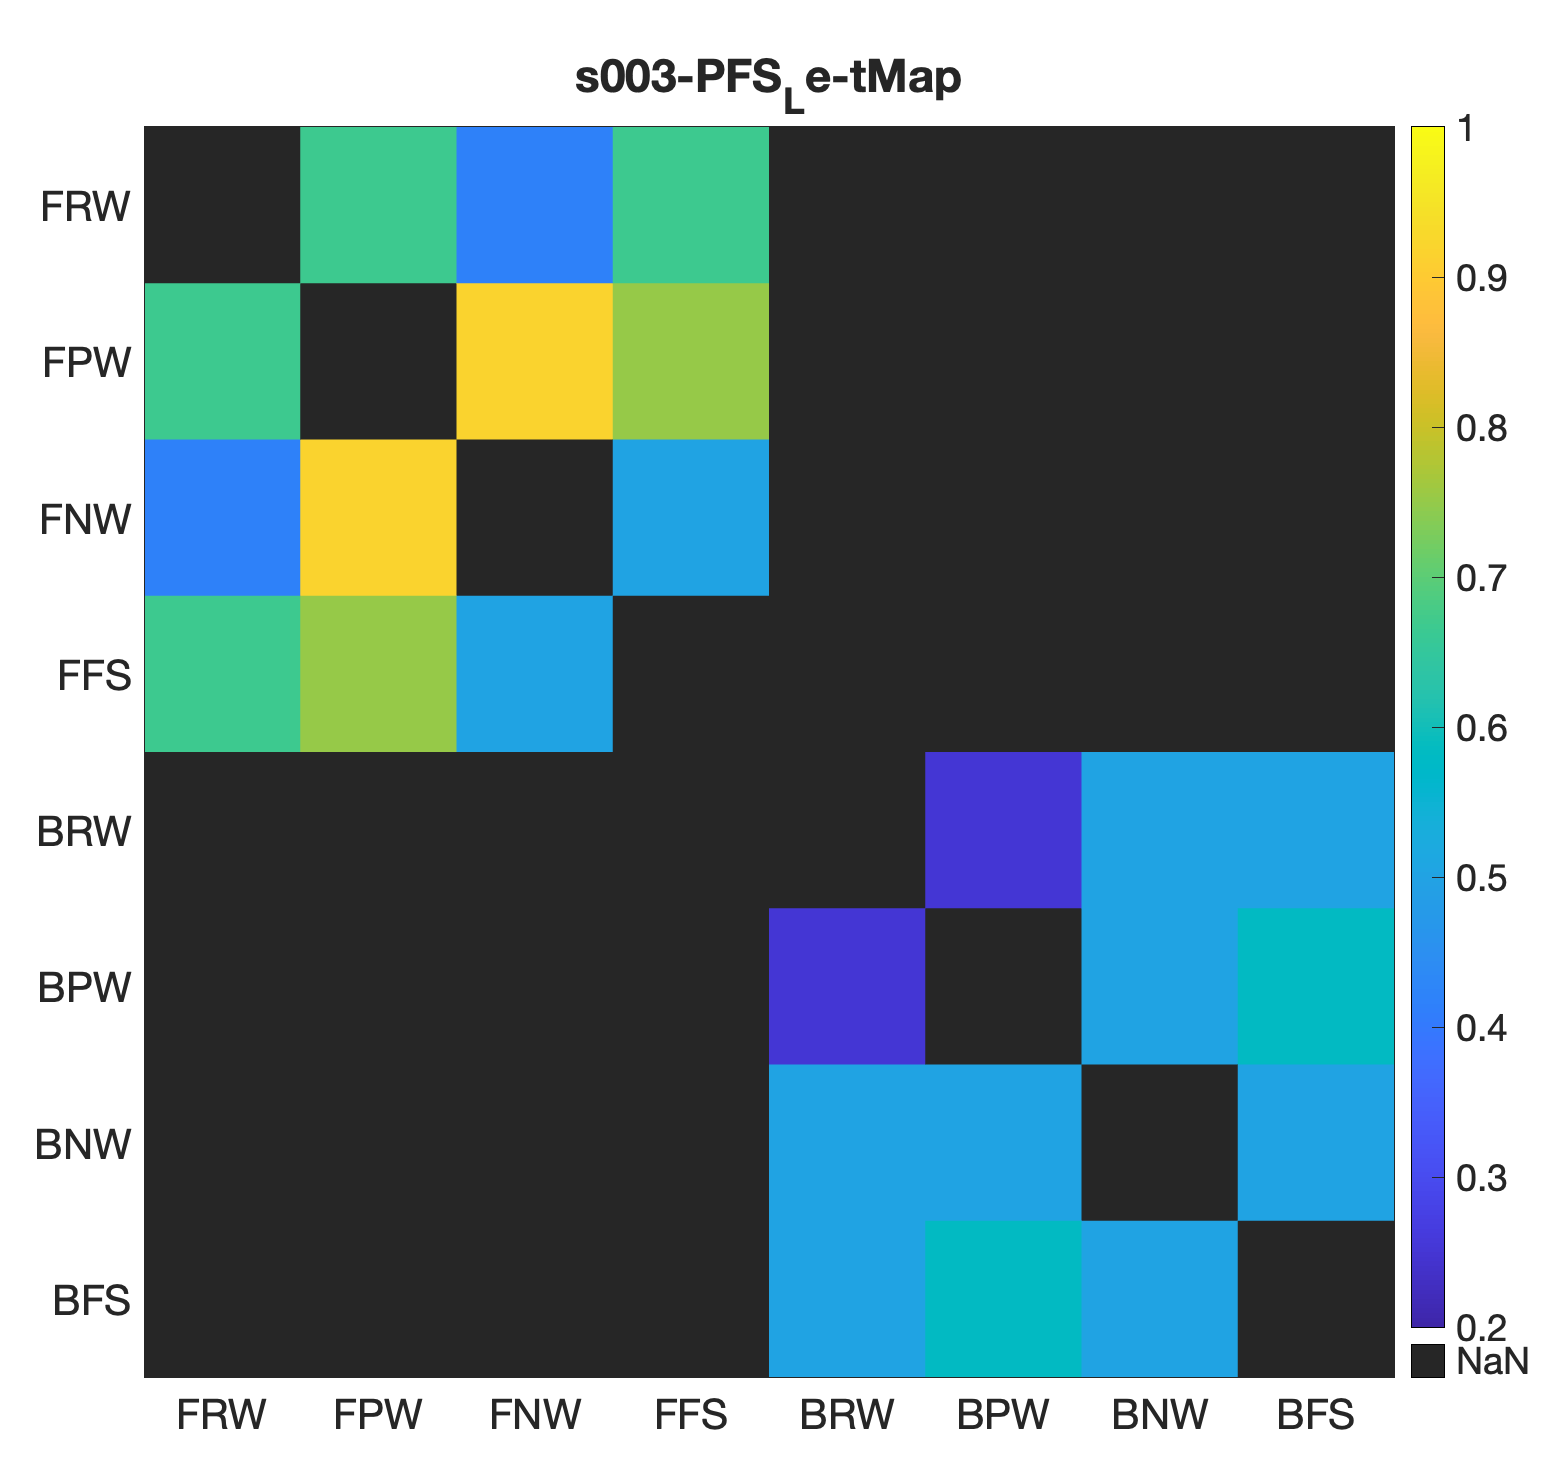 s003-PFSLe-tMap
FRW
FPW
FNW
FFS
BRW
BPW
BNW
BFS
FRW FPW FNW FFS BRW BPW BNW BFS
1
0.9
0.8
0.7
0.6
0.5
0.4
0.3
0.2
NaN